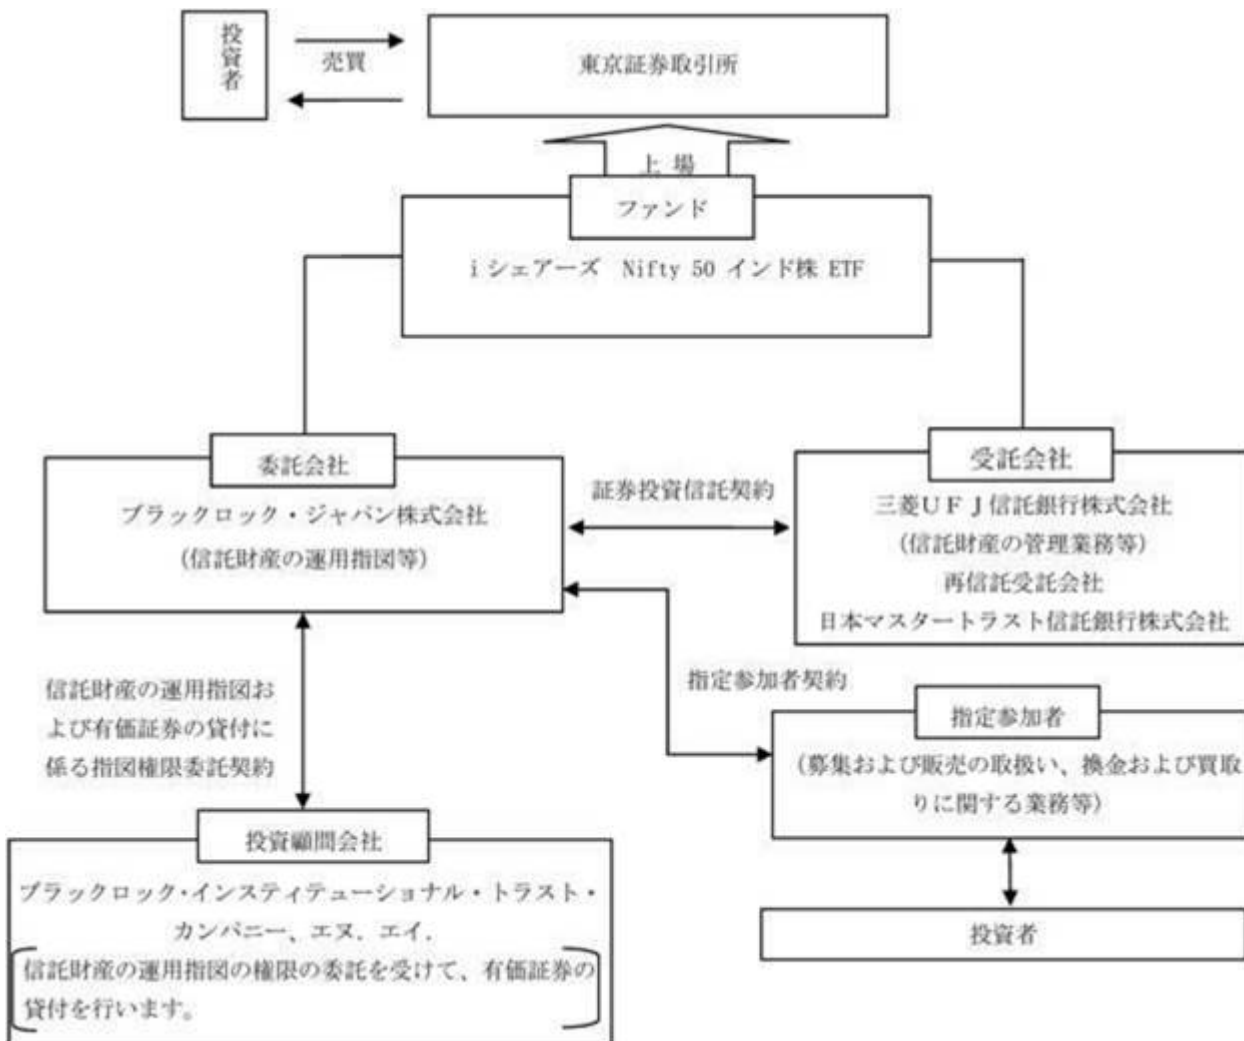 投資者
売買
東京証券取引所
上 場
ファンド
i シェアーズ　Nifty 50 インド株 ETF
委託会社
ブラックロック・ジャパン株式会社
(信託財産の運用指図等)
証券投資信託契約
受託会社
三菱ＵＦＪ信託銀行株式会社
(信託財産の管理業務等)
再信託受託会社
日本マスタートラスト信託銀行株式会社
信託財産の運用指図お
よび有価証券の貸付に
係る指図権限委託契約
指定参加者契約
指定参加者
(募集および販売の取扱い、換金および買取
りに関する業務等)
投資者
投資顧問会社
ブラックロック・インスティテューショナル・トラスト・
カンパニー、エヌ．エイ．
信託財産の運用指図の権限の委託を受けて、有価証券の
貸付を行います。